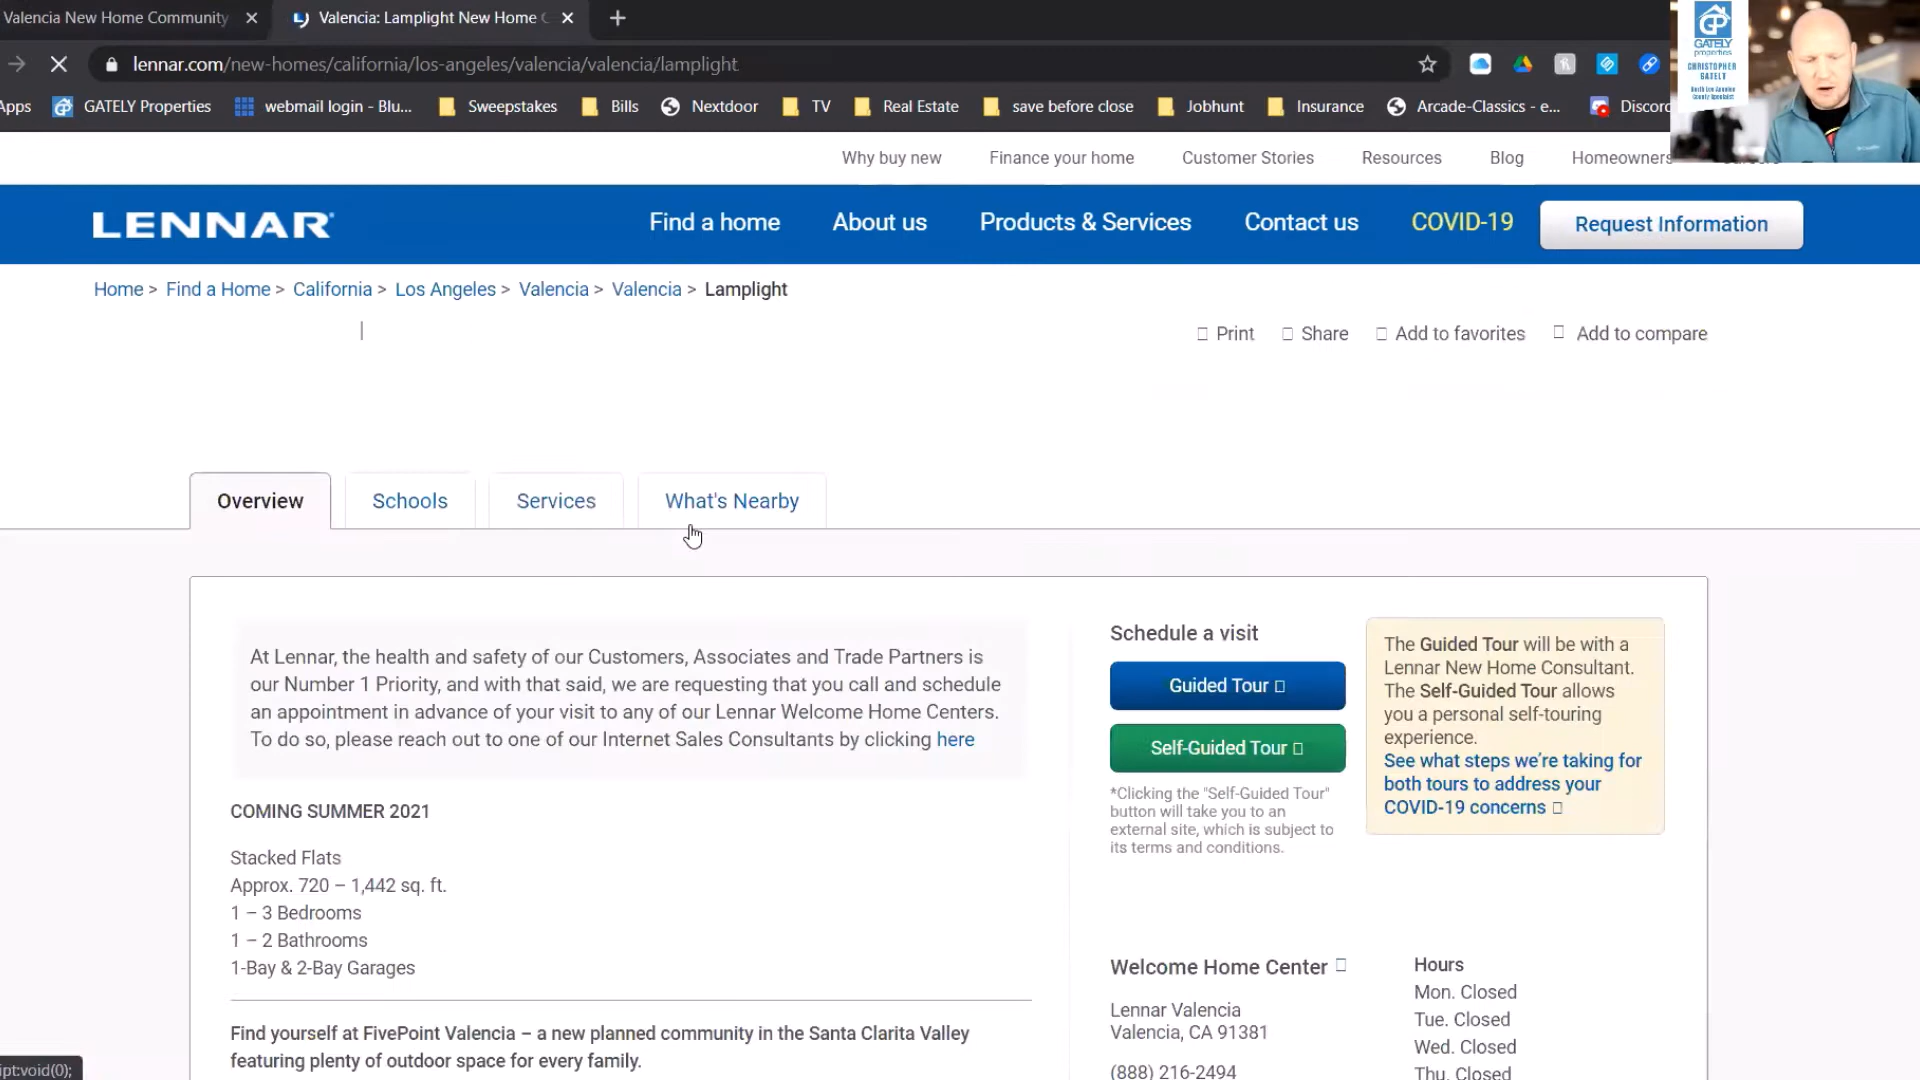 Valencia New Home Community
Valencia: Lamplight New Home C
lennar.com/new-homes/california/los-angeles/valencia/valencia/lamplight
Apps GATELY Properties webmail login - Blu... Sweepstakes Bills Nextdoor TV Real Estate save before close Jobhunt Insurance Arcade-Classics - e... Discord
GP
GATELY
properties
CHRISTOPHER
GATELY
North Los Angeles
County Specialist
Why buy new Finance your home Customer Stories Resources Blog Homeowners
LENNAR
Find a home About us Products & Services Contact us COVID-19 Request Information
Home > Find a Home > California > Los Angeles > Valencia > Valencia > Lamplight
Print Share Add to favorites Add to compare
Overview Schools Services What's Nearby
At Lennar, the health and safety of our Customers, Associates and Trade Partners is
our Number 1 Priority, and with that said, we are requesting that you call and schedule
an appointment in advance of your visit to any of our Lennar Welcome Home Centers.
To do so, please reach out to one of our Internet Sales Consultants by clicking here
COMING SUMMER 2021
Stacked Flats
Approx. 720 – 1,442 sq. ft.
1 – 3 Bedrooms
1 – 2 Bathrooms
1-Bay & 2-Bay Garages
Find yourself at FivePoint Valencia – a new planned community in the Santa Clarita Valley
featuring plenty of outdoor space for every family.
Schedule a visit
Guided Tour
Self-Guided Tour
*Clicking the "Self-Guided Tour"
button will take you to an
external site, which is subject to
its terms and conditions.
The Guided Tour will be with a
Lennar New Home Consultant.
The Self-Guided Tour allows
you a personal self-touring
experience.
See what steps we're taking for
both tours to address your
COVID-19 concerns
Welcome Home Center
Lennar Valencia
Valencia, CA 91381
(888) 216-2494
Hours
Mon. Closed
Tue. Closed
Wed. Closed
Thu. Closed
ipt:void(0);